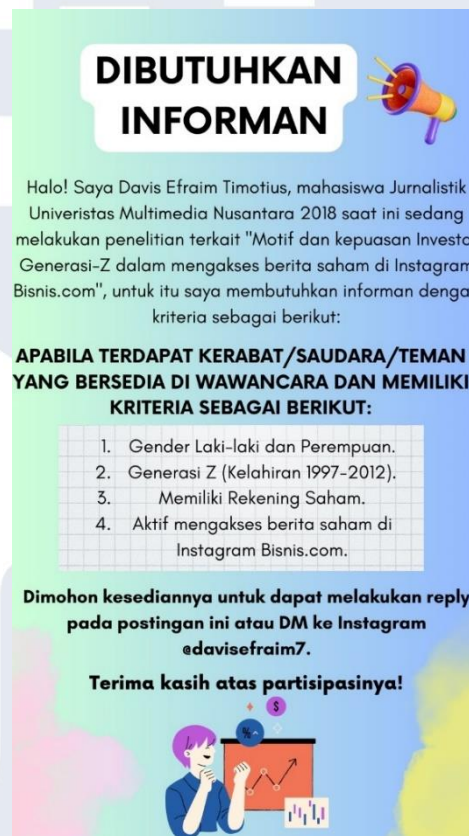 DIBUTUHKAN
INFORMAN
Halo! Saya Davis Efraim Timotius, mahasiswa Jurnalistik
Univeristas Multimedia Nusantara 2018 saat ini sedang
melakukan penelitian terkait "Motif dan kepuasan Investo
Generasi-Z dalam mengakses berita saham di Instagram
Bisnis.com", untuk itu saya membutuhkan informan denga
kriteria sebagai berikut:
APABILA TERDAPAT KERABAT/SAUDARA/TEMAN
YANG BERSEDIA DI WAWANCARA DAN MEMILIKI
KRITERIA SEBAGAI BERIKUT:
1. Gender Laki-laki dan Perempuan.
2. Generasi Z (Kelahiran 1997-2012).
3. Memiliki Rekening Saham.
4. Aktif mengakses berita saham di
Instagram Bisnis.com.
Dimohon kesediannya untuk dapat melakukan reply
pada postingan ini atau DM ke Instagram
@davisefraim7.
Terima kasih atas partisipasinya!
$
%